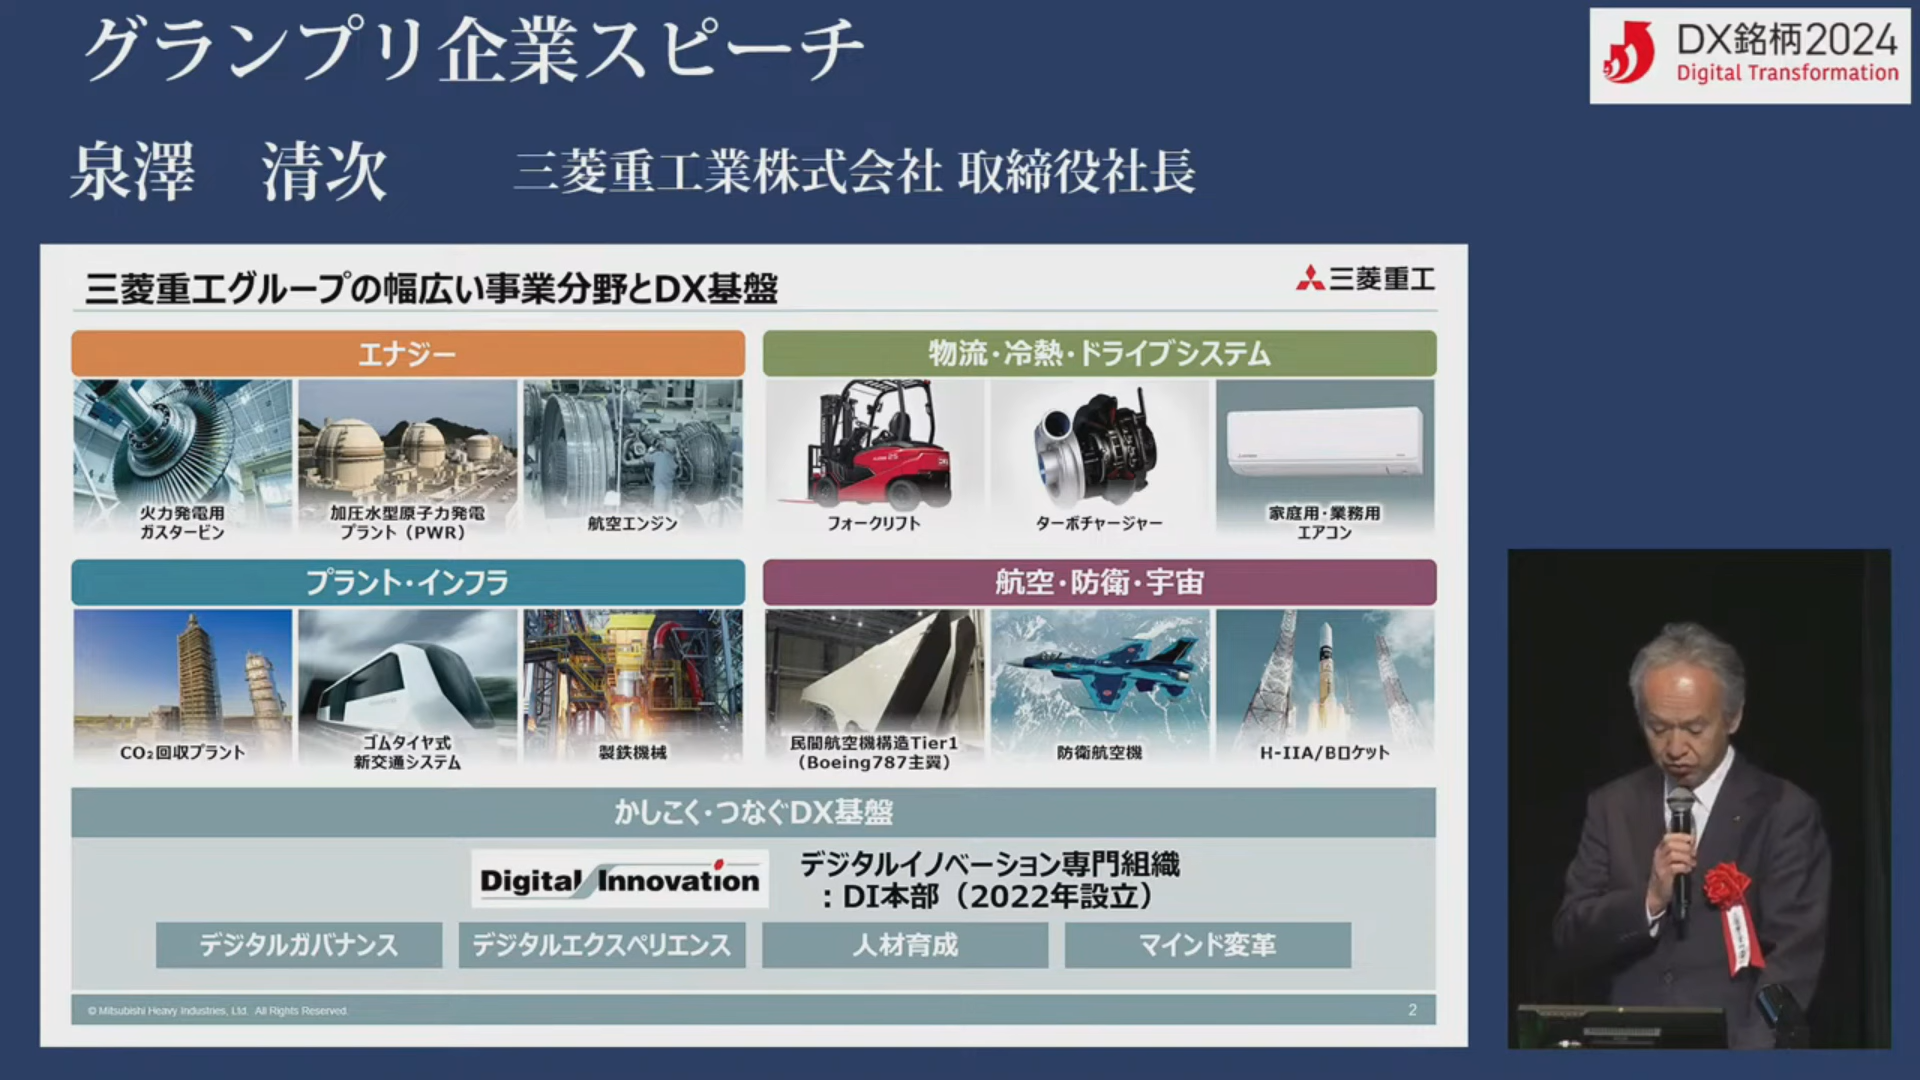 グランプリ企業スピーチ
DX銘柄2024
Digital Transformation
泉澤 清次 三菱重工業株式会社 取締役社長
三菱重工グループの幅広い事業分野とDX基盤
三菱重工
エナジー
火力発電用
ガスタービン
加圧水型原子力発電
プラント（PWR）
航空エンジン
物流・冷熱・ドライブシステム
フォークリフト
ターボチャージャー
家庭用・業務用
エアコン
プラント・インフラ
CO₂回収プラント
ゴムタイヤ式
新交通システム
製鉄機械
航空・防衛・宇宙
民間航空機構造Tier1
（Boeing787主翼）
防衛航空機
H-IIA/Bロケット
かしこく・つなぐDX基盤
Digital Innovation
デジタルイノベーション専門組織
：DI本部（2022年設立）
デジタルガバナンス
デジタルエクスペリエンス
人材育成
マインド変革
© Mitsubishi Heavy Industries, Ltd. All Rights Reserved.
2